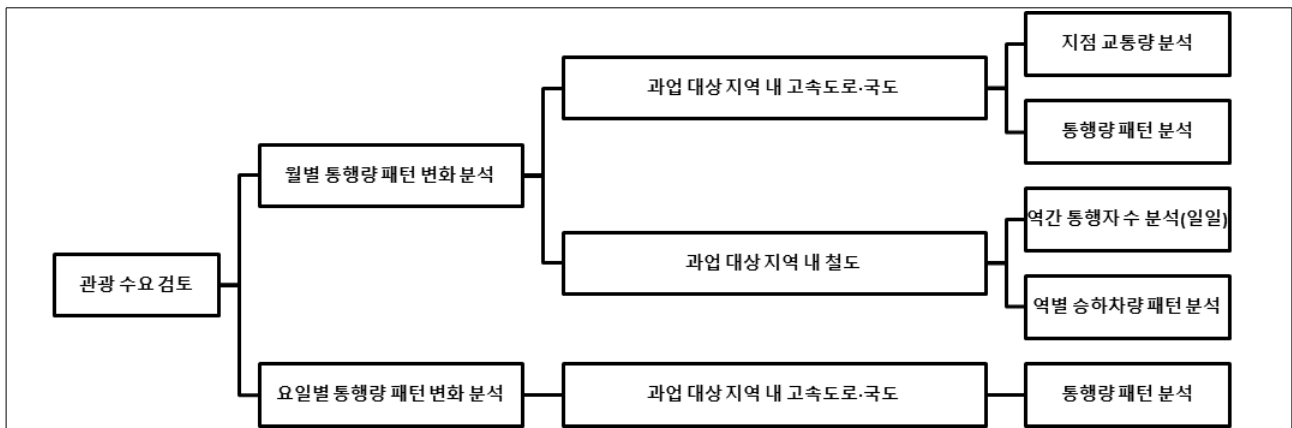 관광 수요 검토
월별 통행량 패턴 변화 분석
과업 대상 지역 내 고속도로·국도
지점 교통량 분석
통행량 패턴 분석
과업 대상 지역 내 철도
역간 통행자 수 분석(일일)
역별 승하차량 패턴 분석
요일별 통행량 패턴 변화 분석
과업 대상 지역 내 고속도로·국도
통행량 패턴 분석